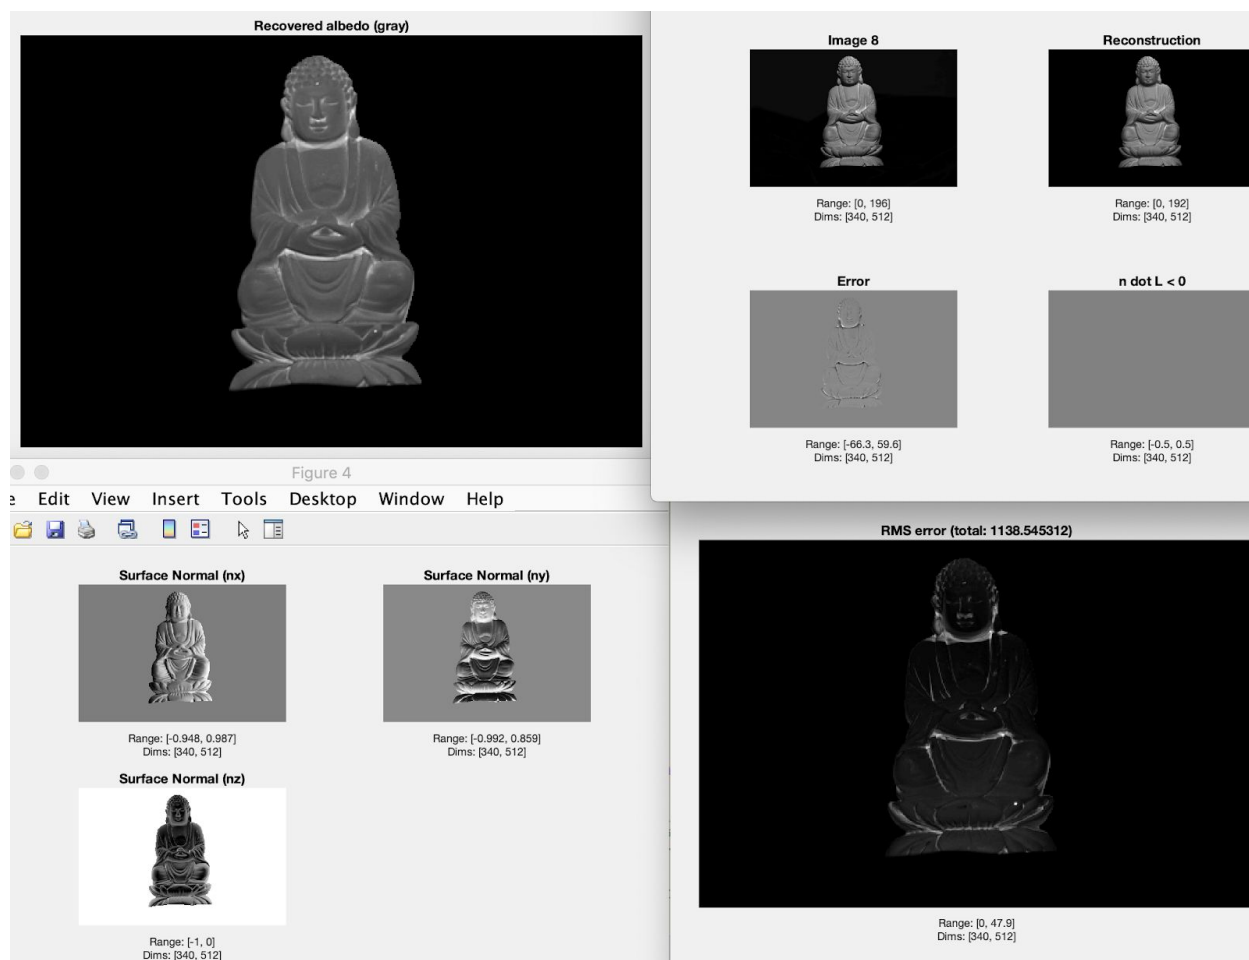 Recovered albedo (gray)
Image 8
Range: [0, 196]
Dims: [340, 512]
Reconstruction
Range: [0, 192]
Dims: [340, 512]
Error
Range: [-66.3, 59.6]
Dims: [340, 512]
n dot L < 0
Range: [-0.5, 0.5]
Dims: [340, 512]
Figure 4
e Edit View Insert Tools Desktop Window Help
Surface Normal (nx)
Range: [-0.948, 0.987]
Dims: [340, 512]
Surface Normal (ny)
Range: [-0.992, 0.859]
Dims: [340, 512]
Surface Normal (nz)
Range: [-1, 0]
Dims: [340, 512]
RMS error (total: 1138.545312)
Range: [0, 47.9]
Dims: [340, 512]